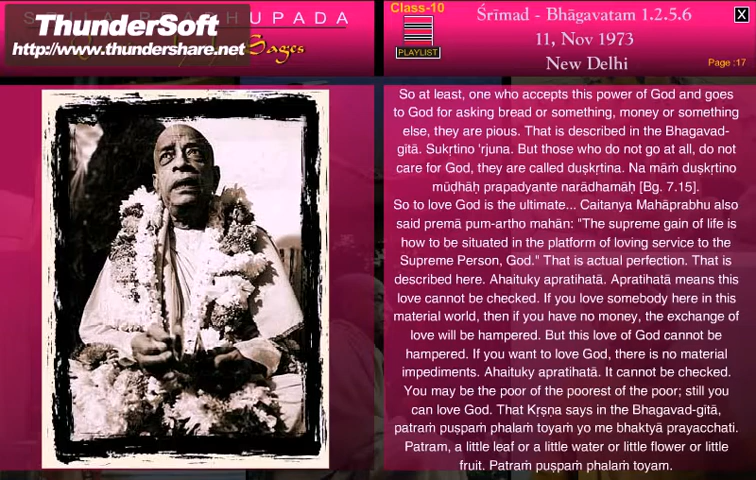 SRILA PRABHUPADA
ThunderSoft
http://www.thundershare.net
Sages
Class-10
PLAYLIST
Śrīmad - Bhāgavatam 1.2.5.6
11, Nov 1973
New Delhi
X
Page :17
So at least, one who accepts this power of God and goes
to God for asking bread or something, money or something
else, they are pious. That is described in the Bhagavad-
gītā. Sukṛtino 'rjuna. But those who do not go at all, do not
care for God, they are called duṣkṛtina. Na māṁ duṣkṛtino
mūḍhāḥ prapadyante narādhamāḥ [Bg. 7.15].
So to love God is the ultimate... Caitanya Mahāprabhu also
said premā pum-artho mahān: "The supreme gain of life is
how to be situated in the platform of loving service to the
Supreme Person, God." That is actual perfection. That is
described here. Ahaituky apratihatā. Apratihatā means this
love cannot be checked. If you love somebody here in this
material world, then if you have no money, the exchange of
love will be hampered. But this love of God cannot be
hampered. If you want to love God, there is no material
impediments. Ahaituky apratihatā. It cannot be checked.
You may be the poor of the poorest of the poor; still you
can love God. That Kṛṣṇa says in the Bhagavad-gītā,
patraṁ puṣpaṁ phalaṁ toyaṁ yo me bhaktyā prayacchati.
Patram, a little leaf or a little water or little flower or little
fruit. Patraṁ puṣpaṁ phalaṁ toyam.